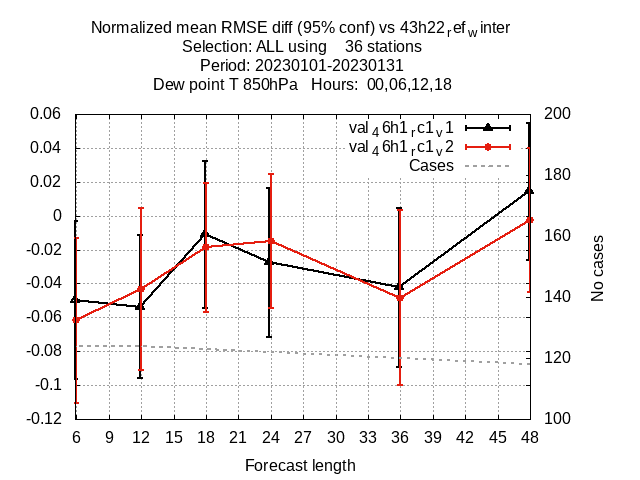 Normalized mean RMSE diff (95% conf) vs 43h22refwinter
Selection: ALL using 36 stations
Period: 20230101-20230131
Dew point T 850hPa Hours: 00,06,12,18
val46h1rc1v1
val46h1rc1v2
Cases
0.06
0.04
0.02
0
-0.02
-0.04
-0.06
-0.08
-0.1
-0.12
200
180
160
140
120
100
No cases
6 9 12 15 18 21 24 27 30 33 36 39 42 45 48
Forecast length